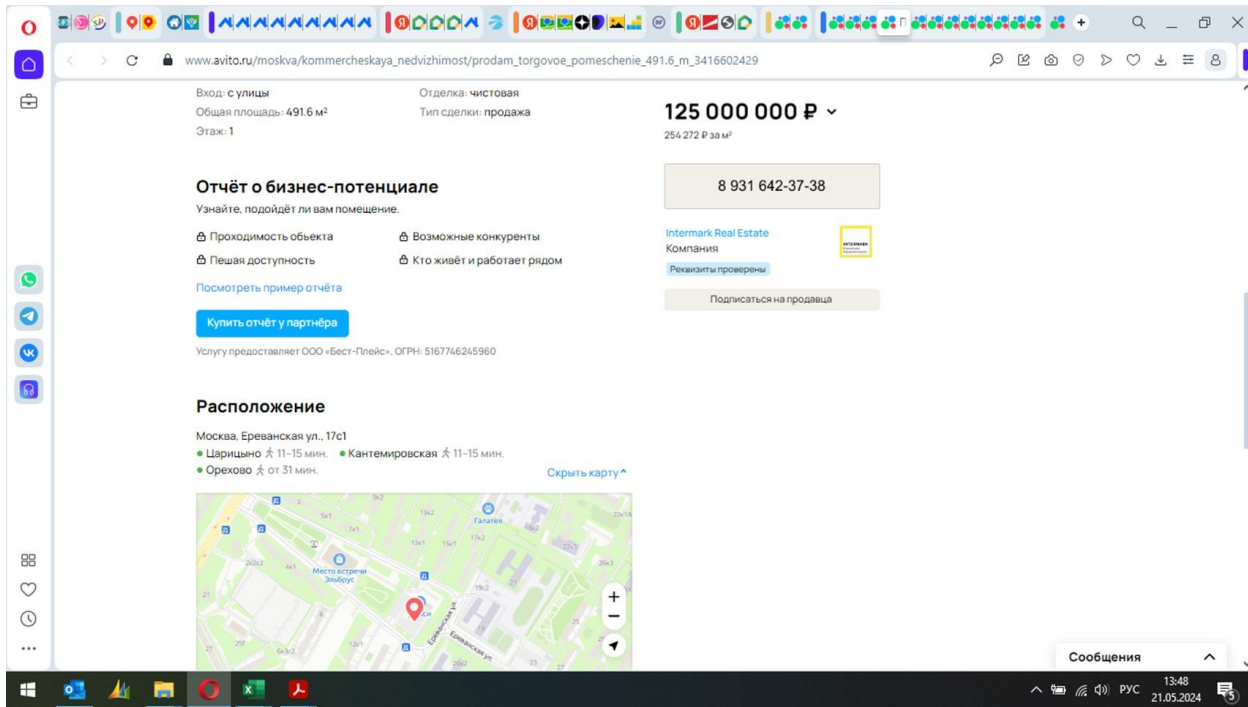 www.avito.ru/moskva/kommercheskaya_nedvizhimost/prodam_torgovoe_pomeschenie_491.6_m_3416602429
Вход: с улицы
Отделка: чистовая
Общая площадь: 491.6 м²
Тип сделки: продажа
Этаж: 1
125 000 000 ₽
254 272 ₽ за м²
8 931 642-37-38
Intermark Real Estate
Компания
Реквизиты проверены
Подписаться на продавца
INTERMARK
Отчёт о бизнес-потенциале
Узнайте, подойдёт ли вам помещение.
Проходимость объекта
Возможные конкуренты
Пешая доступность
Кто живёт и работает рядом
Посмотреть пример отчёта
Купить отчёт у партнёра
Услугу предоставляет ООО «Бест-Плейс», ОГРН: 5167746245960
Расположение
Москва, Ереванская ул., 17с1
Царицыно 11–15 мин. Кантемировская 11–15 мин.
Орехово от 31 мин.
Скрыть карту
Галатея
Место встречи
Эльбрус
Ереванская ул.
Ереванская ул.
Сообщения
РУС
13:48
21.05.2024
5